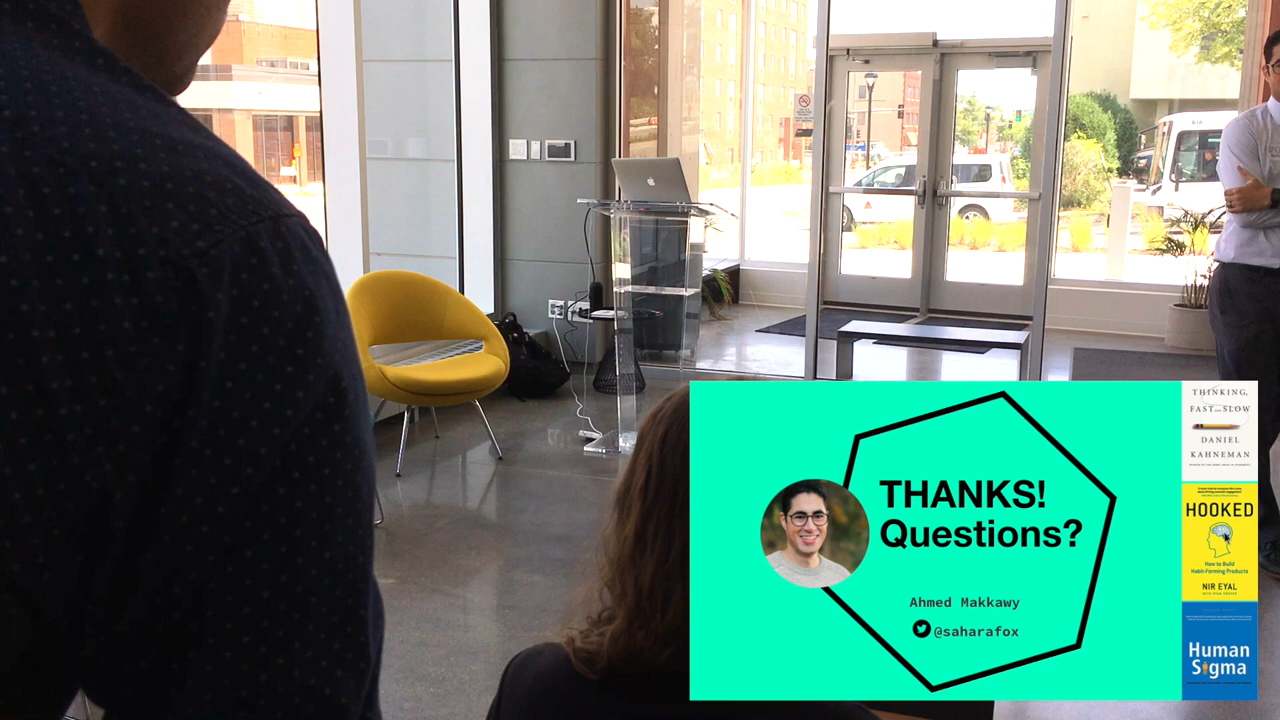 THANKS!
Questions?
Ahmed Makkawy
@saharafox
THINKING,
FAST AND SLOW
DANIEL
KAHNEMAN
HOOKED
How to Build
Habit-Forming Products
NIR EYAL
Human
Sigma